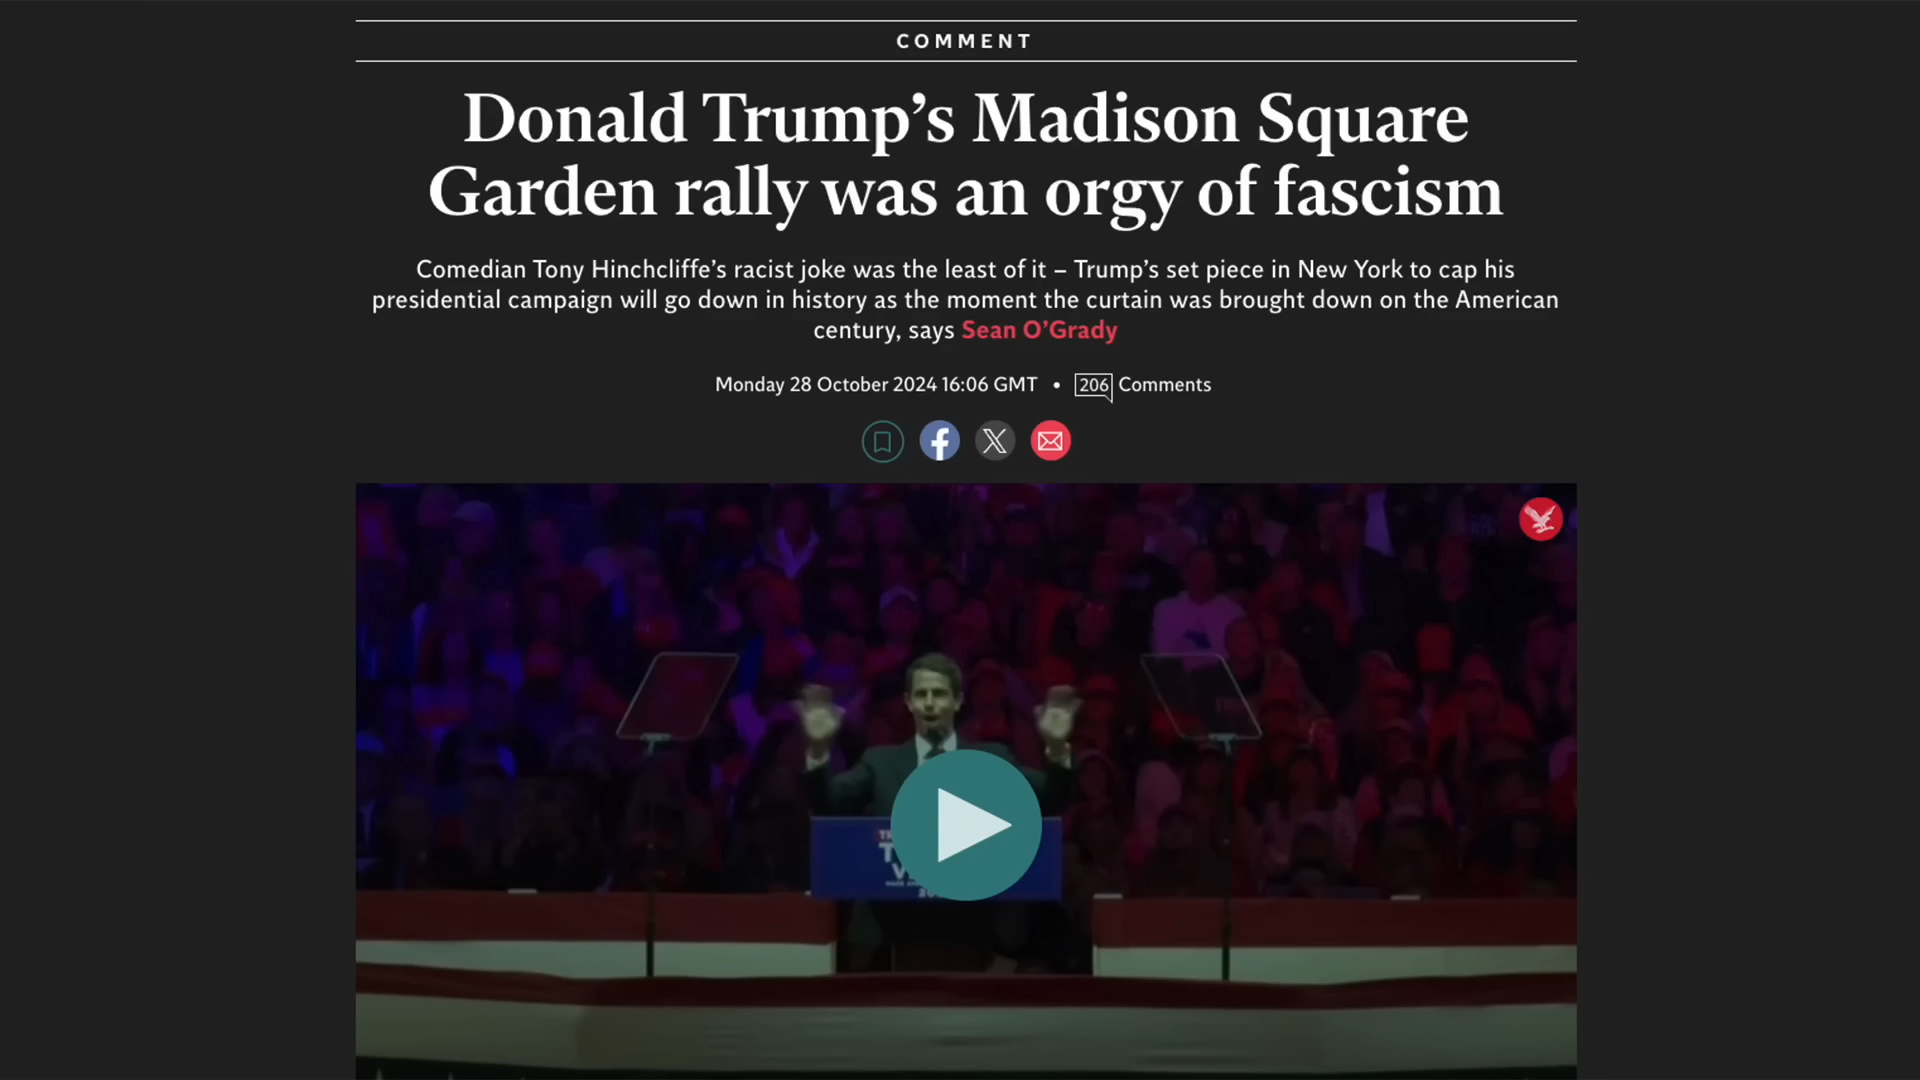 COMMENT
Donald Trump’s Madison Square
Garden rally was an orgy of fascism
Comedian Tony Hinchcliffe’s racist joke was the least of it – Trump’s set piece in New York to cap his
presidential campaign will go down in history as the moment the curtain was brought down on the American
century, says Sean O’Grady
Monday 28 October 2024 16:06 GMT • 206 Comments